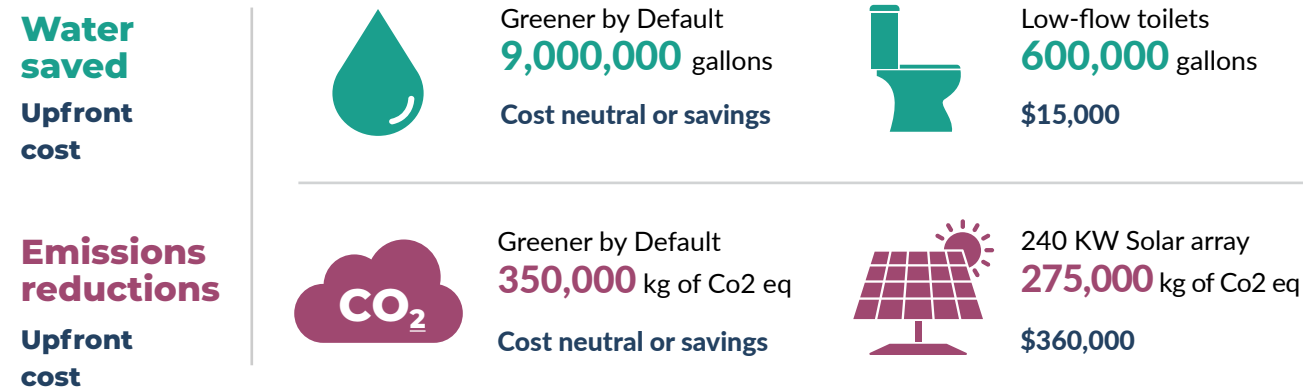 Water
saved
Upfront
cost
Greener by Default
9,000,000 gallons
Cost neutral or savings
Low-flow toilets
600,000 gallons
$15,000
Emissions
reductions
Upfront
cost
CO2
Greener by Default
350,000 kg of Co2 eq
Cost neutral or savings
240 KW Solar array
275,000 kg of Co2 eq
$360,000